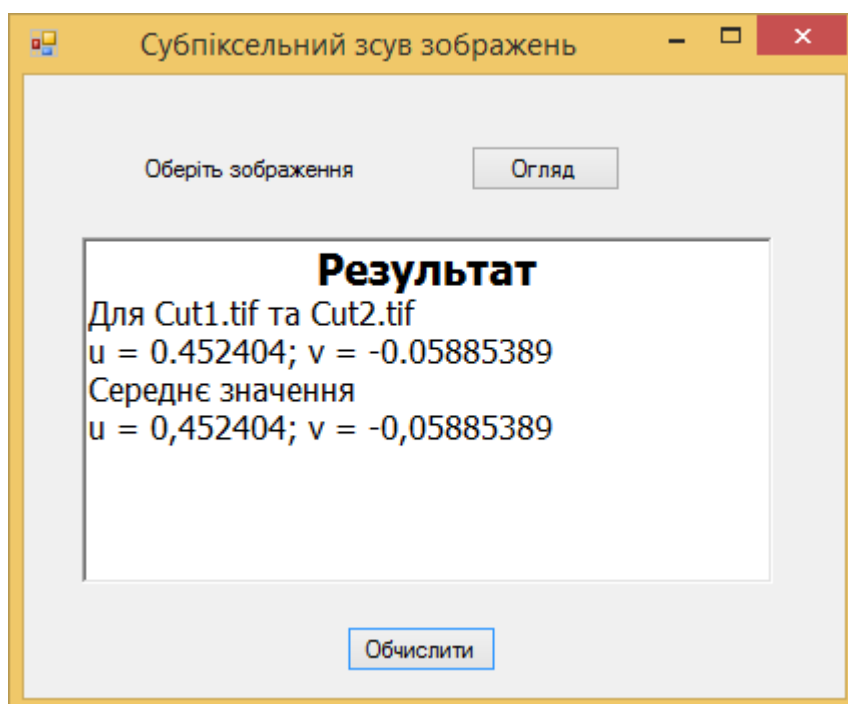 Субпіксельний зсув зображень
Оберіть зображення Огляд
Результат
Для Cut1.tif та Cut2.tif
u = 0.452404; v = -0.05885389
Середнє значення
u = 0,452404; v = -0,05885389
Обчислити